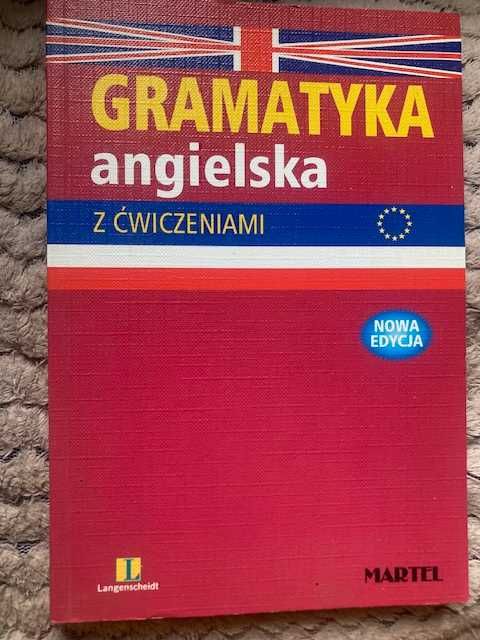 GRAMATYKA
angielska
Z ĆWICZENIAMI
NOWA
EDYCJA
L
Langenscheidt
MARTEL